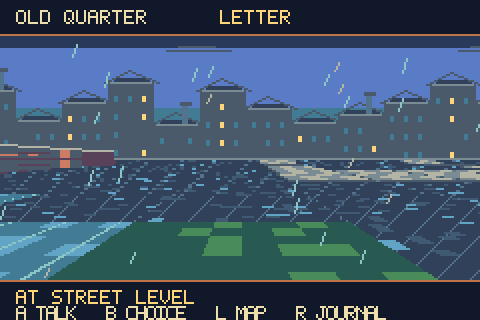 OLD QUARTER LETTER
AT STREET LEVEL
A TALK B CHOICE L MAP R JOURNAL